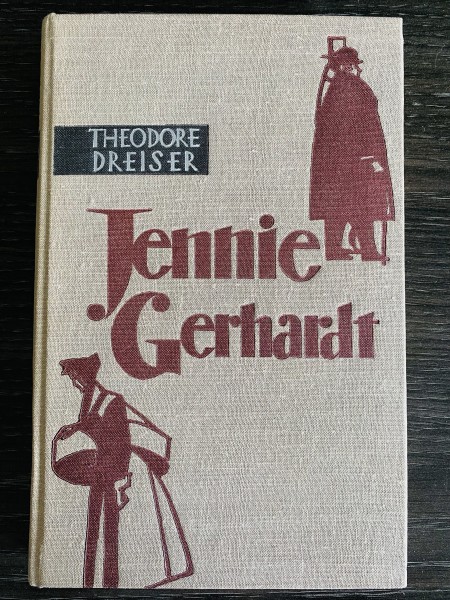 THEODORE
DREISER
Jennie
Gerhardt